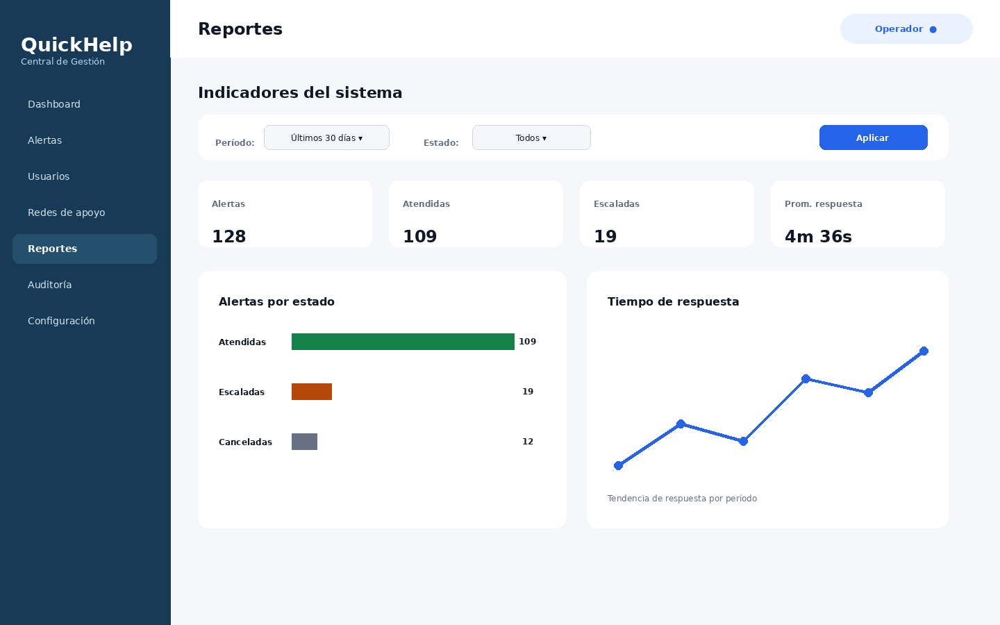 QuickHelp
Central de Gestión
Dashboard
Alertas
Usuarios
Redes de apoyo
Reportes
Auditoría
Configuración
Reportes
Operador ●
Indicadores del sistema
Período: Últimos 30 días ▾ Estado: Todos ▾ Aplicar
Alertas
128
Atendidas
109
Escaladas
19
Prom. respuesta
4m 36s
Alertas por estado
Atendidas 109
Escaladas 19
Canceladas 12
Tiempo de respuesta
Tendencia de respuesta por período